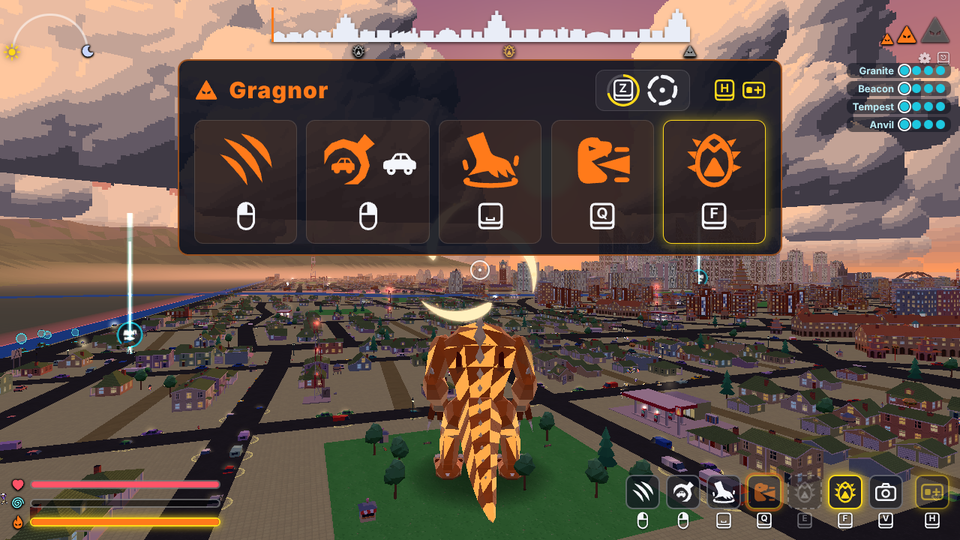 Gragnor
Z
H
Granite
Beacon
Tempest
Anvil
Q
F
Q
E
F
V
H